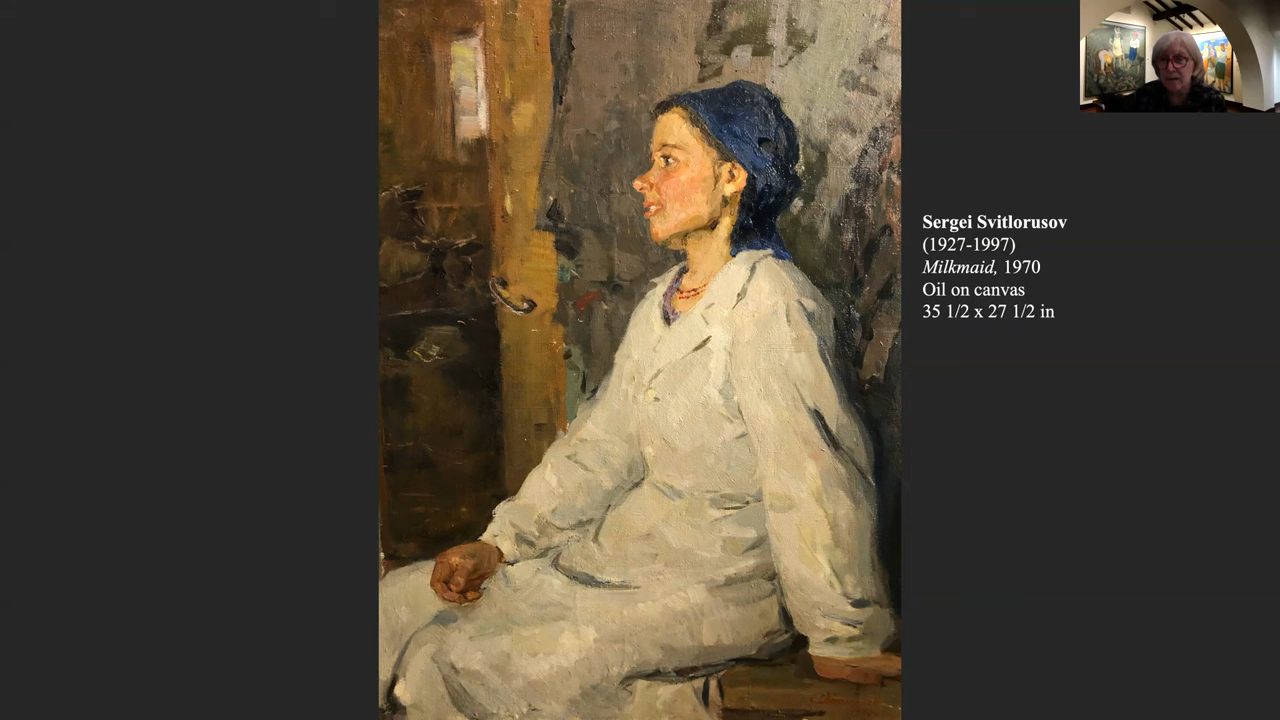 Sergei Svitlorusov
(1927-1997)
Milkmaid, 1970
Oil on canvas
35 1/2 x 27 1/2 in